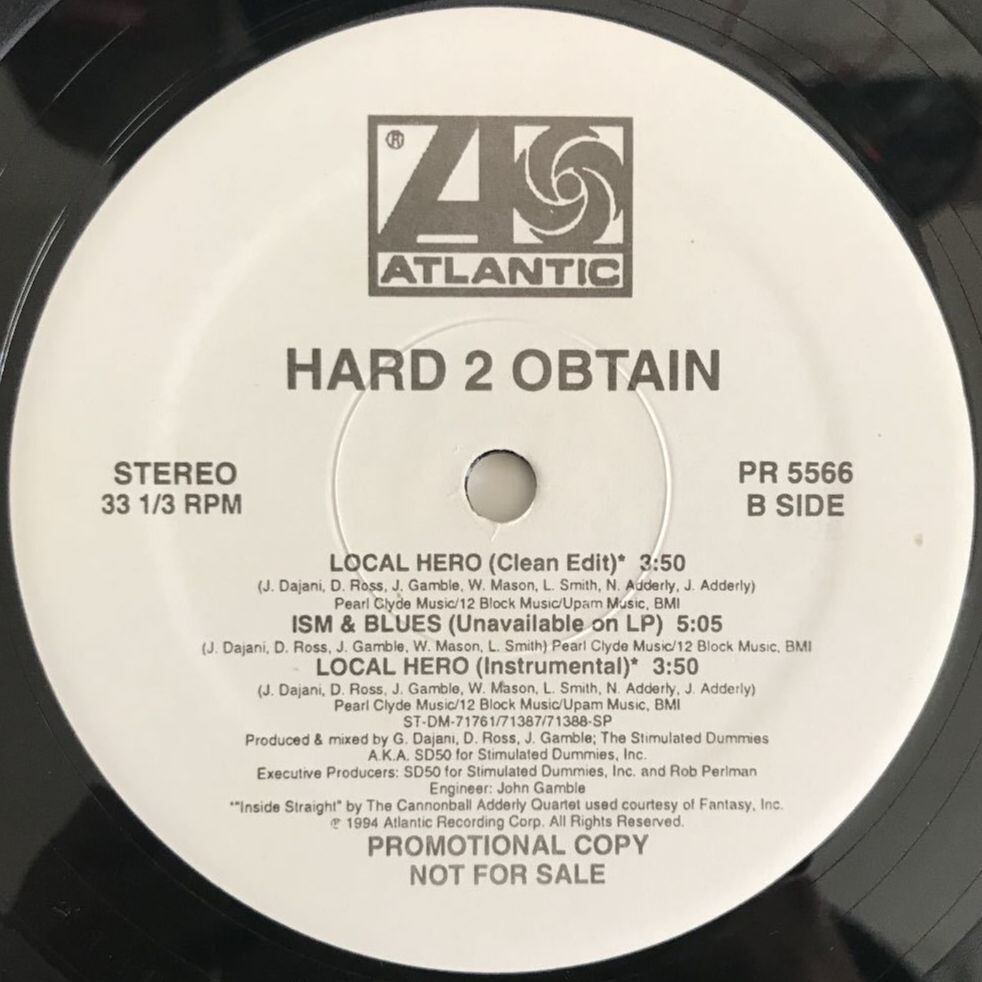 ®
ATLANTIC
HARD 2 OBTAIN
STEREO
33 1/3 RPM
PR 5566
B SIDE
LOCAL HERO (Clean Edit)* 3:50
(J. Dajani, D. Ross, J. Gamble, W. Mason, L. Smith, N. Adderly, J. Adderly)
Pearl Clyde Music/12 Block Music/Upam Music, BMI
ISM & BLUES (Unavailable on LP) 5:05
(J. Dajani, D. Ross, J. Gamble, W. Mason, L. Smith) Pearl Clyde Music/12 Block Music, BMI
LOCAL HERO (Instrumental)* 3:50
(J. Dajani, D. Ross, J. Gamble, W. Mason, L. Smith, N. Adderly, J. Adderly)
Pearl Clyde Music/12 Block Music/Upam Music, BMI
ST-DM-71761/71387/71388-SP
Produced & mixed by G. Dajani, D. Ross, J. Gamble; The Stimulated Dummies
A.K.A. SD50 for Stimulated Dummies, Inc.
Executive Producers: SD50 for Stimulated Dummies, Inc. and Rob Perlman
Engineer: John Gamble
*"Inside Straight" by The Cannonball Adderly Quartet used courtesy of Fantasy, Inc.
℗ 1994 Atlantic Recording Corp. All Rights Reserved.
PROMOTIONAL COPY
NOT FOR SALE